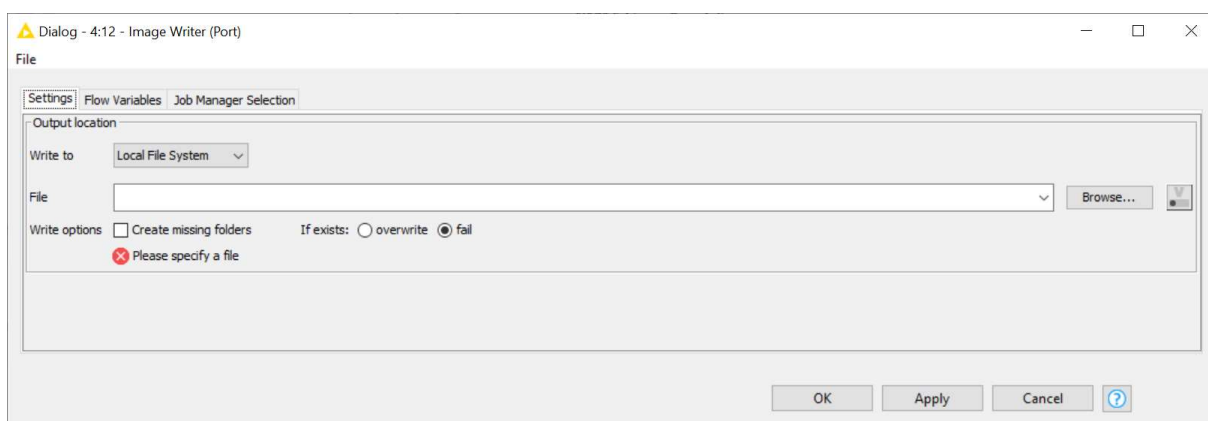 Dialog - 4:12 - Image Writer (Port)
File
Settings Flow Variables Job Manager Selection
Output location
Write to Local File System
File Browse... V
Write options Create missing folders If exists: overwrite fail
Please specify a file
OK Apply Cancel ?